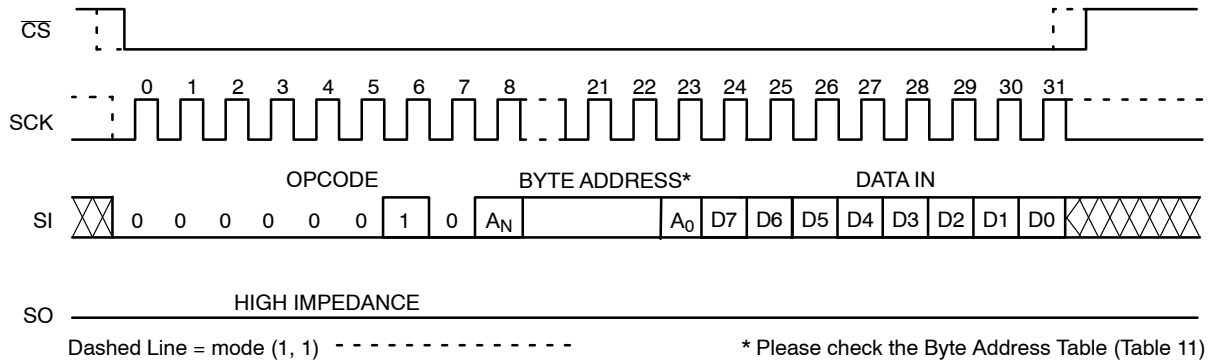 CS
0 1 2 3 4 5 6 7 8 21 22 23 24 25 26 27 28 29 30 31
SCK
OPCODE BYTE ADDRESS* DATA IN
SI 0 0 0 0 0 0 1 0 AN A0 D7 D6 D5 D4 D3 D2 D1 D0
HIGH IMPEDANCE
SO
Dashed Line = mode (1, 1) * Please check the Byte Address Table (Table 11)